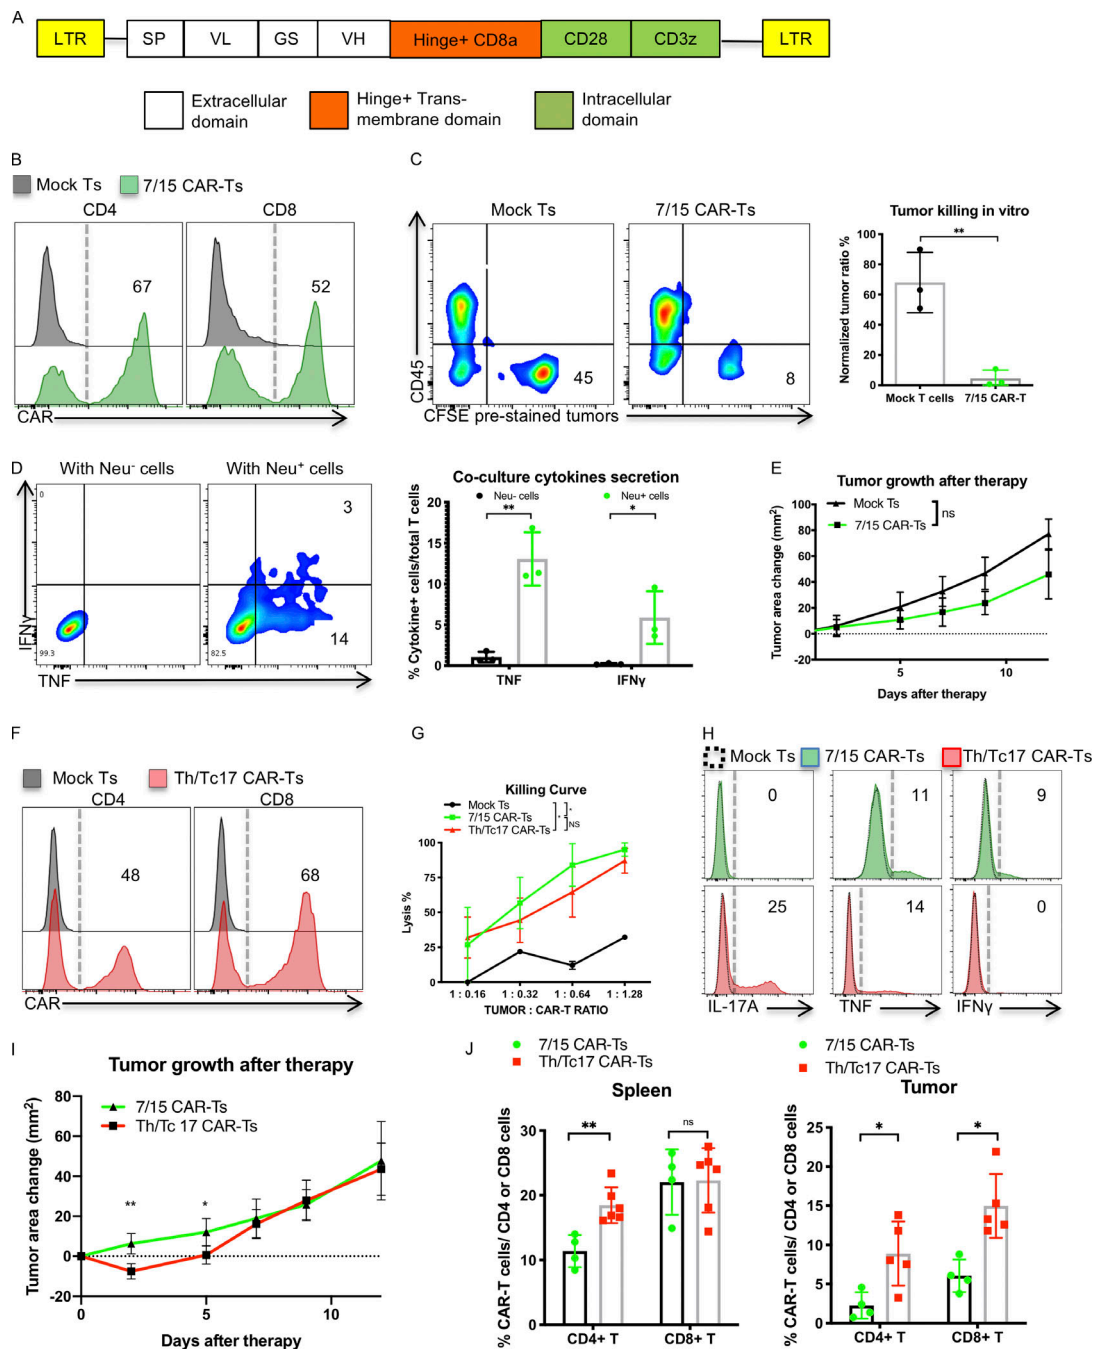 A
LTR SP VL GS VH Hinge+ CD8a CD28 CD3z LTR
Extracellular domain
Hinge+ Trans-membrane domain
Intracellular domain
B
Mock Ts 7/15 CAR-Ts
CD4 CD8
67 52
CAR
C
Mock Ts 7/15 CAR-Ts
45 8
CD45
CFSE pre-stained tumors
Tumor killing in vitro
**
Normalized tumor ratio %
100
80
60
40
20
0
Mock T cells 7/15 CAR-T
D
With Neu⁻ cells With Neu⁺ cells
0
3
99.3
82.5
14
IFNγ
TNF
Co-culture cytokines secretion
Neu- cells Neu+ cells
** *
% Cytokine+ cells/total T cells
20
15
10
5
0
TNF IFNγ
E
Tumor growth after therapy
Mock Ts
7/15 CAR-Ts
ns
Tumor area change (mm²)
100
80
60
40
20
0
-20
5 10
Days after therapy
F
Mock Ts Th/Tc17 CAR-Ts
CD4 CD8
48 68
CAR
G
Killing Curve
Mock Ts
7/15 CAR-Ts
Th/Tc17 CAR-Ts
* *
NS
Lysis %
100
75
50
25
0
1 : 0.16 1 : 0.32 1 : 0.64 1 : 1.28
TUMOR : CAR-T RATIO
H
Mock Ts 7/15 CAR-Ts Th/Tc17 CAR-Ts
0 11 9
25 14 0
IL-17A TNF IFNγ
I
Tumor growth after therapy
7/15 CAR-Ts
Th/Tc 17 CAR-Ts
** *
Tumor area change (mm²)
80
60
40
20
0
-20
0 5 10
Days after therapy
J
7/15 CAR-Ts
Th/Tc17 CAR-Ts
Spleen
** ns
% CAR-T cells/ CD4 or CD8 cells
30
20
10
0
CD4+ T CD8+ T
7/15 CAR-Ts
Th/Tc17 CAR-Ts
Tumor
* *
% CAR-T cells/ CD4 or CD8 cells
25
20
15
10
5
0
CD4+ T CD8+ T